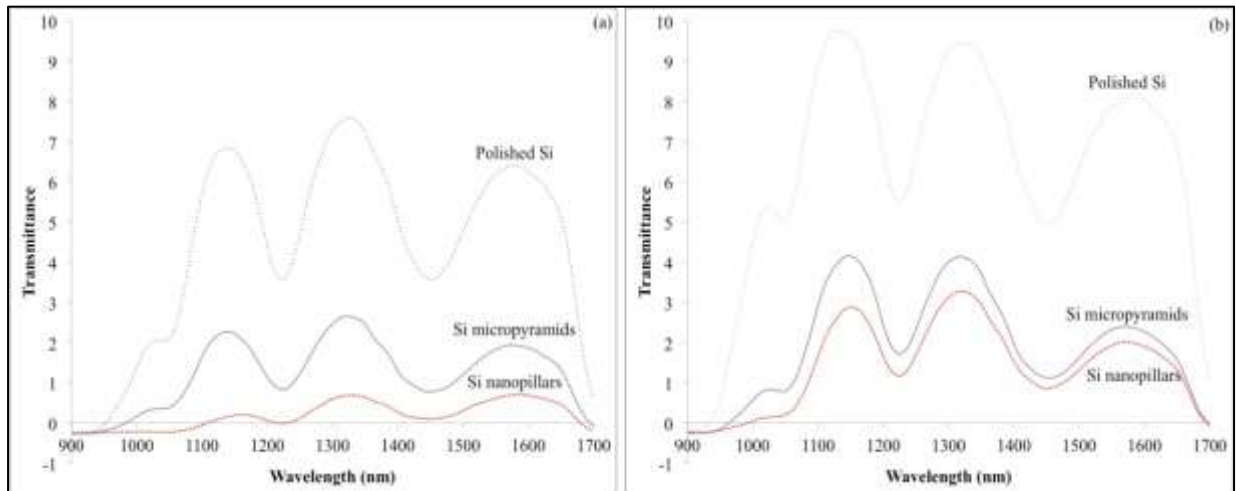 (a)
10
9
8
7
6
5
4
3
2
1
0
-1
Transmittance
Polished Si
Si micropyramids
Si nanopillars
900 1000 1100 1200 1300 1400 1500 1600 1700
Wavelength (nm)
(b)
10
9
8
7
6
5
4
3
2
1
0
-1
Transmittance
Polished Si
Si micropyramids
Si nanopillars
900 1000 1100 1200 1300 1400 1500 1600 1700
Wavelength (nm)